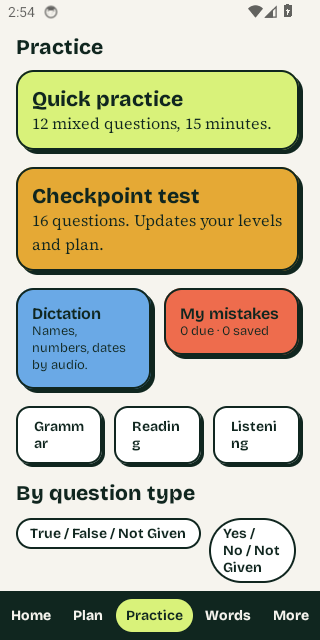 2:54
Practice
Quick practice
12 mixed questions, 15 minutes.
Checkpoint test
16 questions. Updates your levels
and plan.
Dictation
Names,
numbers, dates
by audio.
My mistakes
0 due · 0 saved
Gramm
ar
Readin
g
Listeni
ng
By question type
True / False / Not Given
Yes /
No / Not
Given
Home Plan Practice Words More